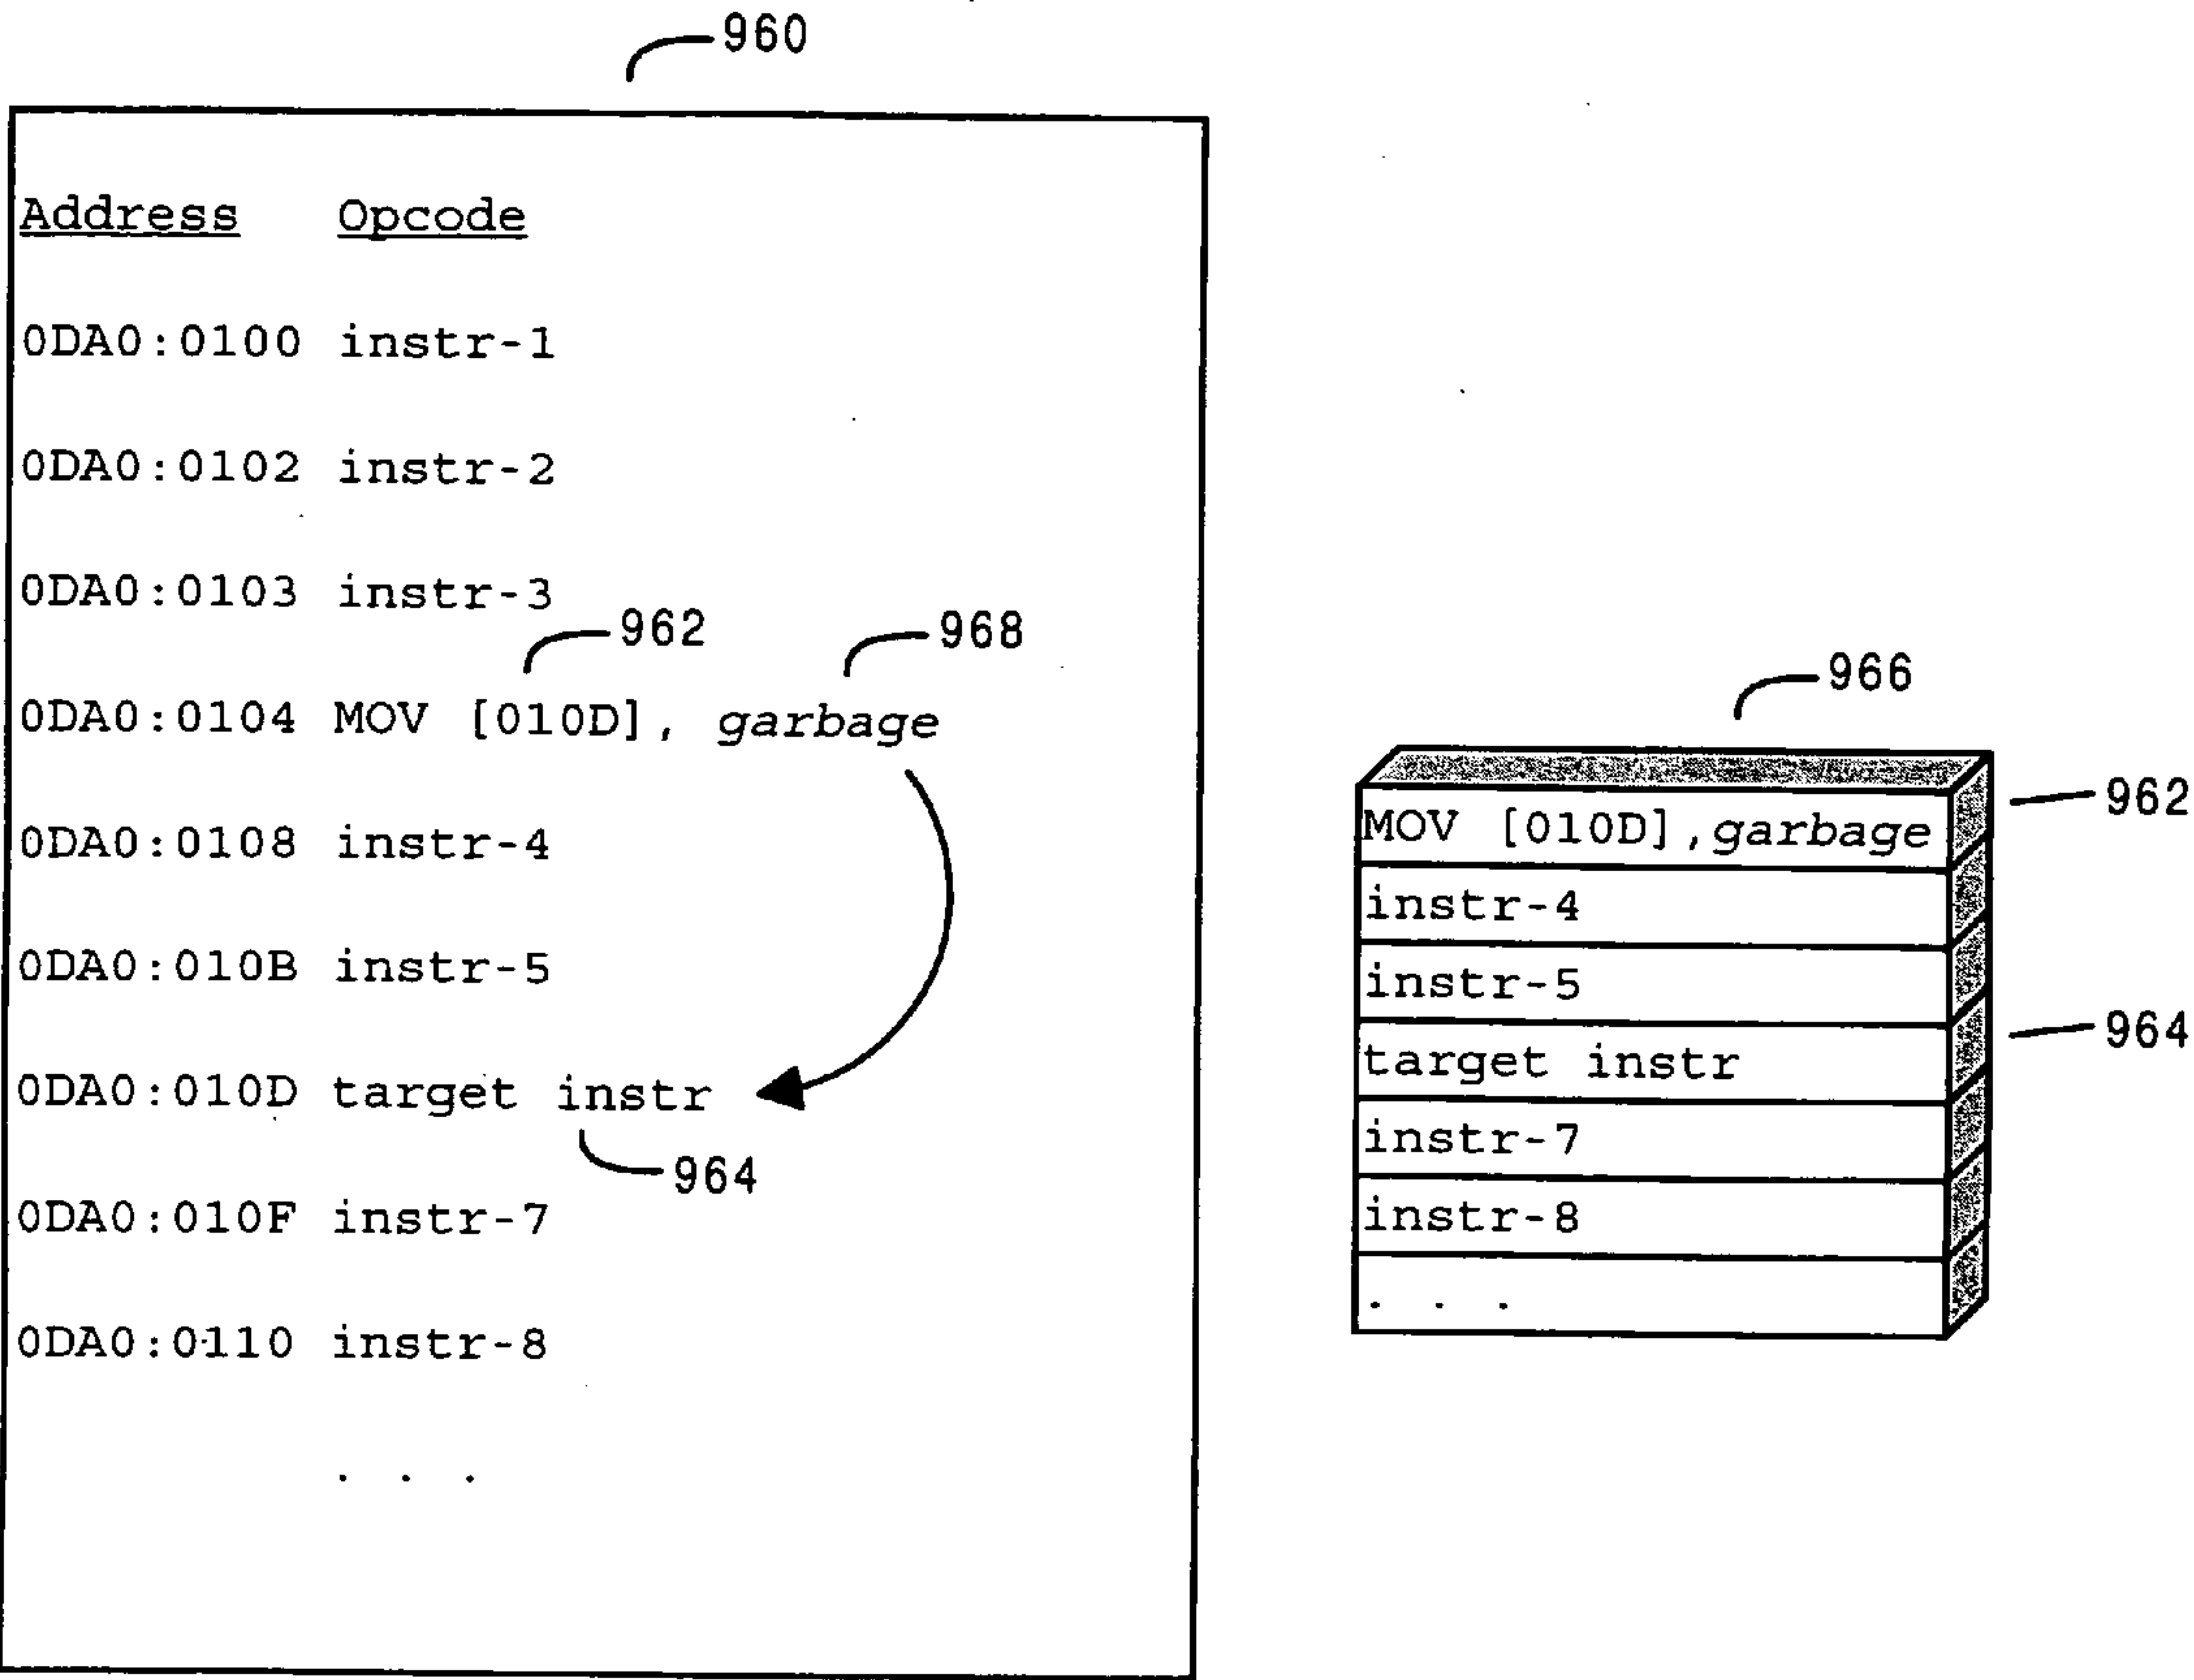 960
Address Opcode
0DA0:0100 instr-1
0DA0:0102 instr-2
0DA0:0103 instr-3
962 968
0DA0:0104 MOV [010D], garbage
0DA0:0108 instr-4
0DA0:010B instr-5
0DA0:010D target instr
964
0DA0:010F instr-7
0DA0:0110 instr-8
. . .
966
MOV [010D],garbage
962
instr-4
instr-5
target instr
964
instr-7
instr-8
. . .